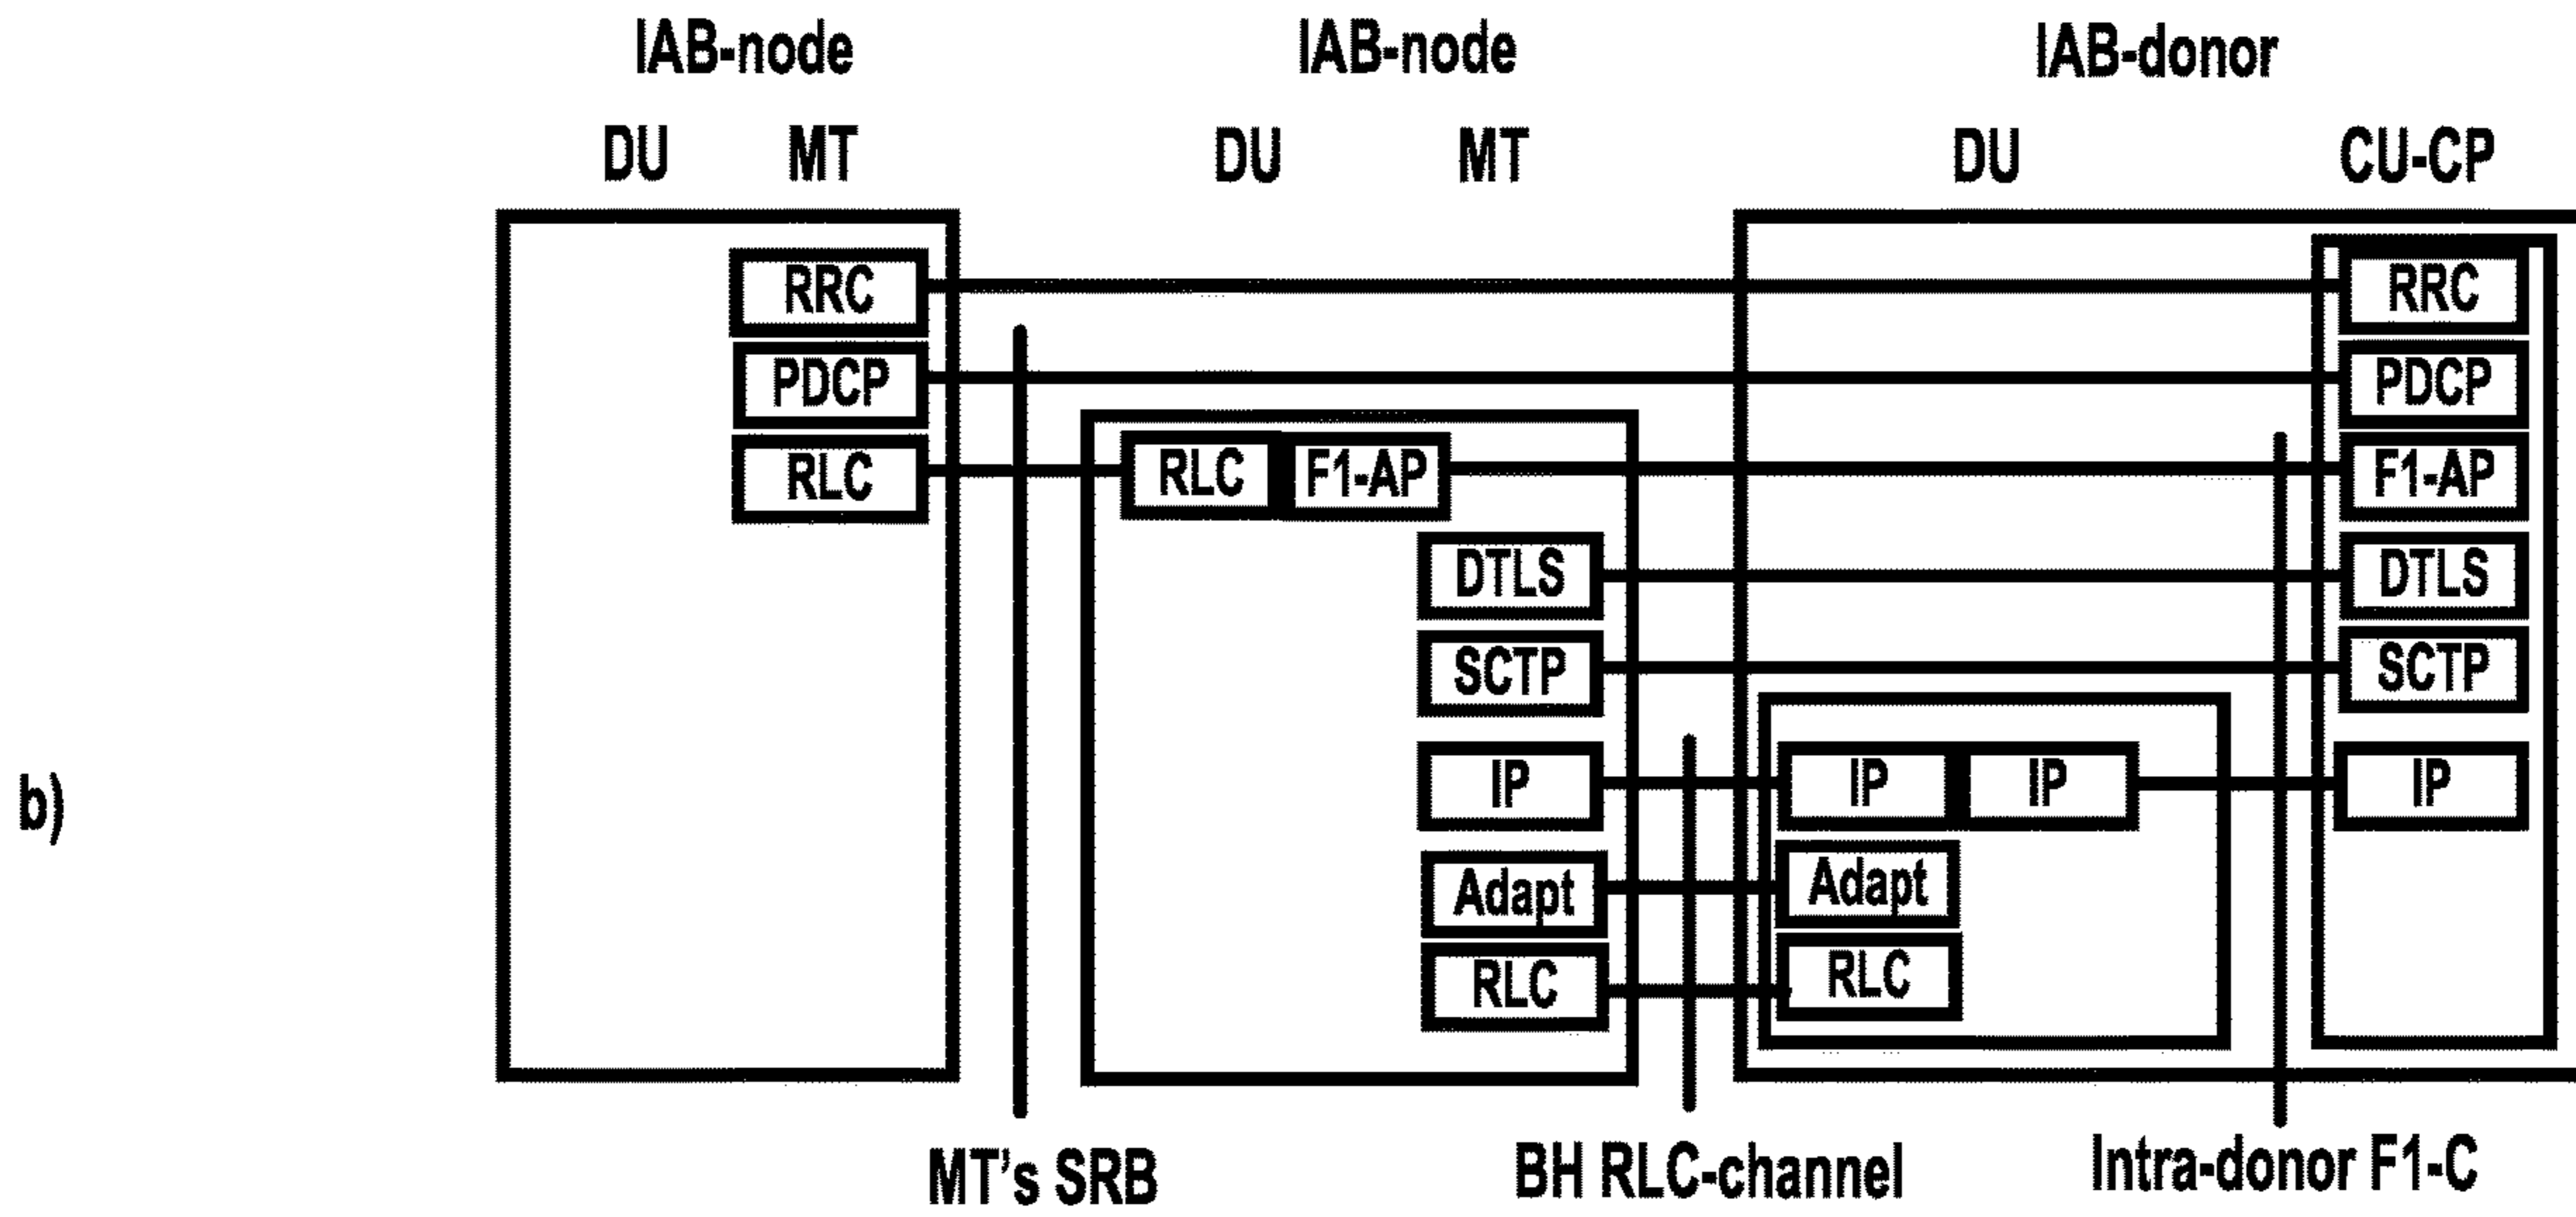 IAB-node IAB-node IAB-donor
DU MT DU MT DU CU-CP
RRC RRC
PDCP PDCP
RLC RLC F1-AP F1-AP
DTLS DTLS
SCTP SCTP
b) IP IP IP IP
Adapt Adapt
RLC RLC
MT's SRB BH RLC-channel Intra-donor F1-C